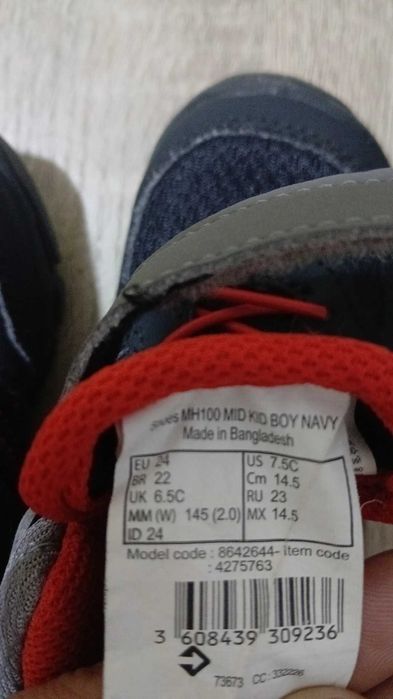 Shoes MH100 MID KID BOY NAVY
Made in Bangladesh
EU 24 US 7.5C
BR 22 Cm 14.5
UK 6.5C RU 23
MM (W) 145 (2.0) MX 14.5
ID 24
Model code : 8642644- Item code
: 4275763
3 608439 309236
73673 CC: 332226